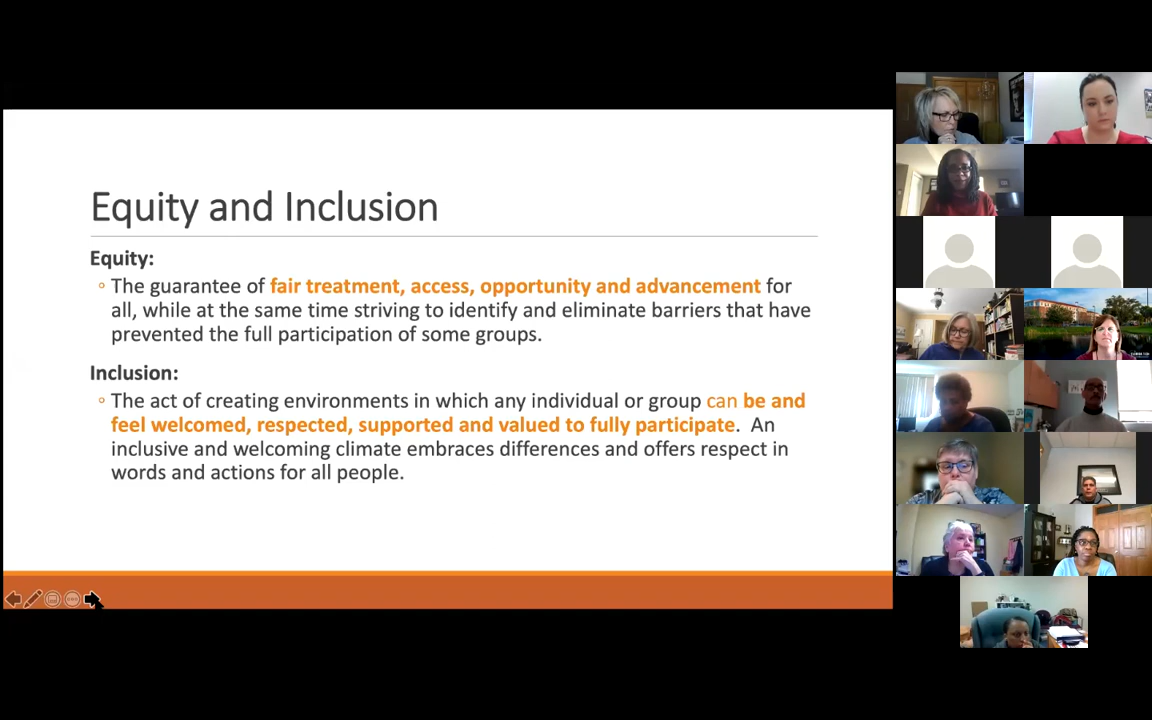 Equity and Inclusion
Equity:
◦ The guarantee of fair treatment, access, opportunity and advancement for
all, while at the same time striving to identify and eliminate barriers that have
prevented the full participation of some groups.
Inclusion:
◦ The act of creating environments in which any individual or group can be and
feel welcomed, respected, supported and valued to fully participate. An
inclusive and welcoming climate embraces differences and offers respect in
words and actions for all people.